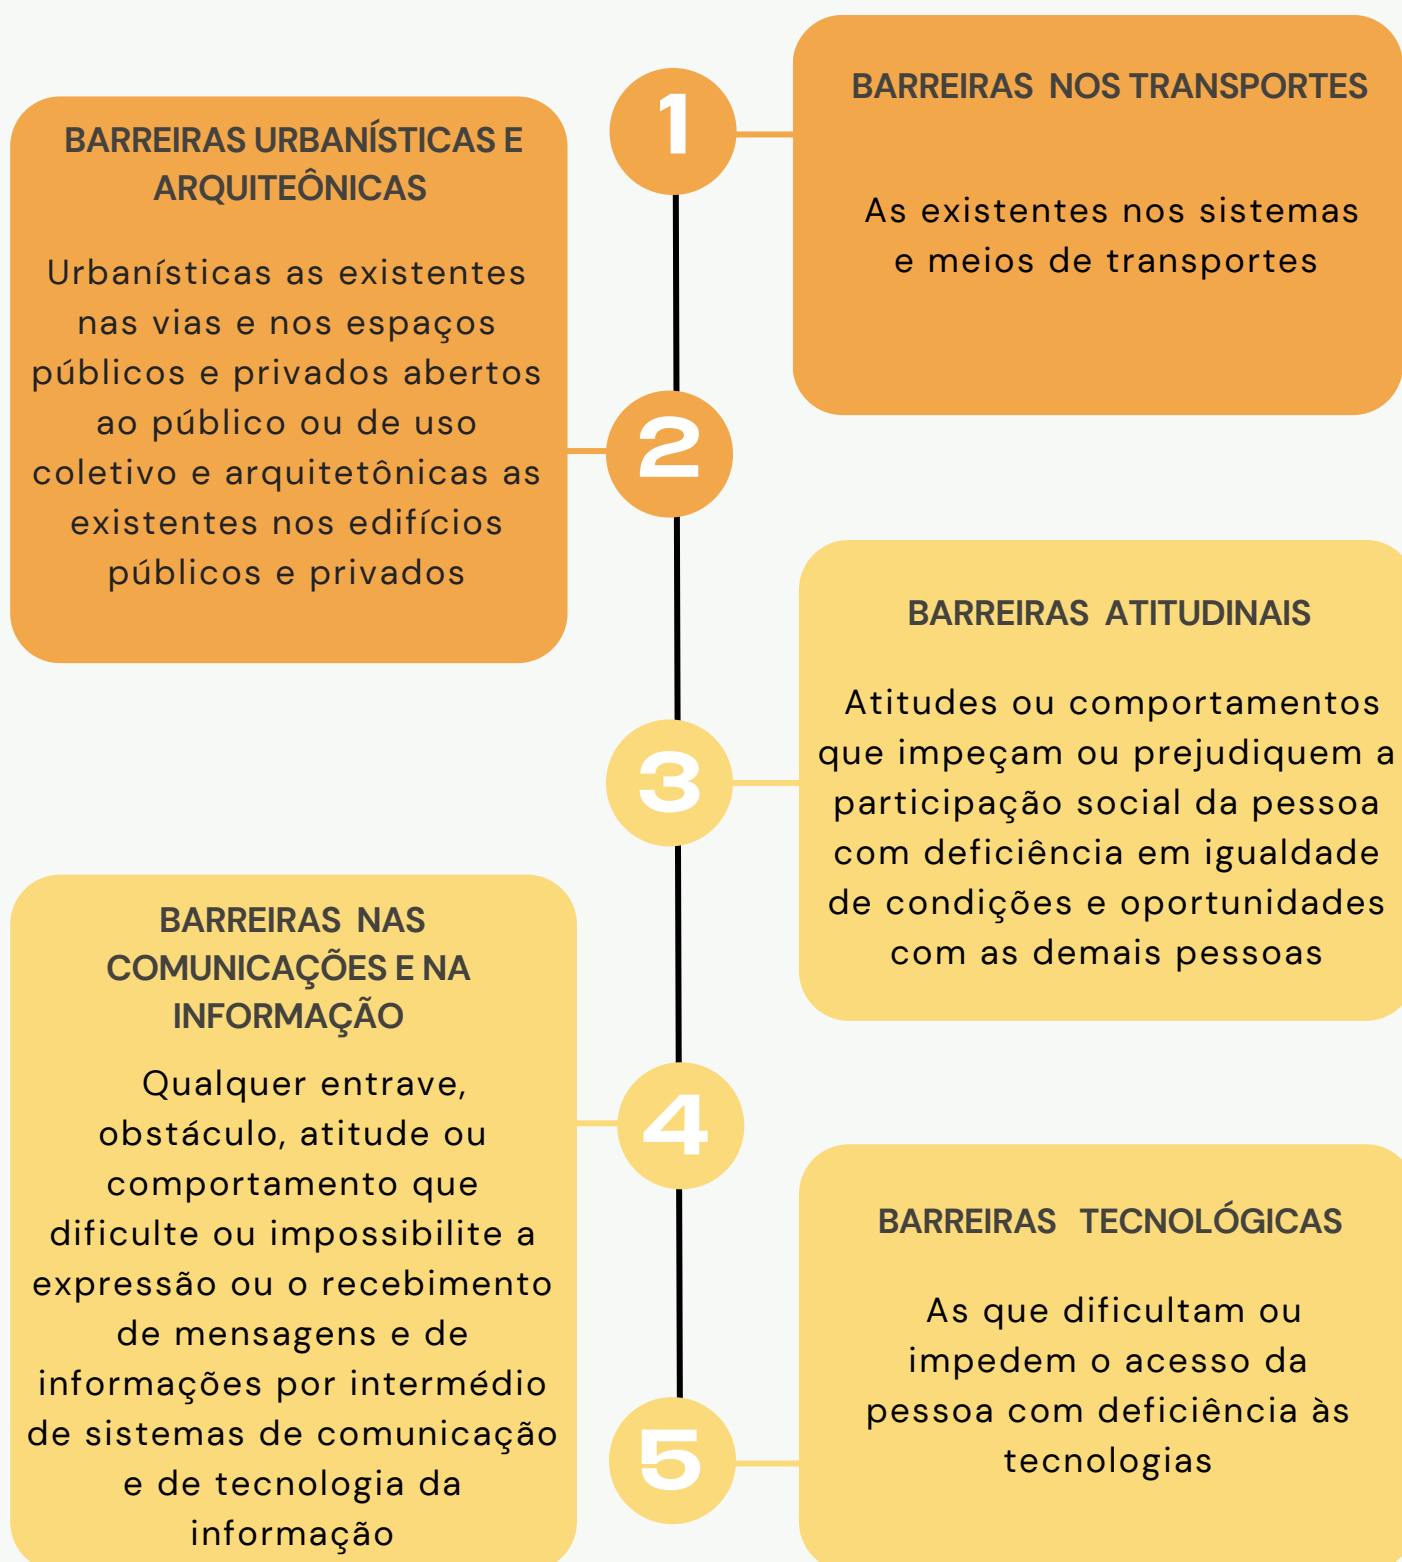 1
BARREIRAS NOS TRANSPORTES
As existentes nos sistemas
e meios de transportes
BARREIRAS URBANÍSTICAS E
ARQUITEÔNICAS
Urbanísticas as existentes
nas vias e nos espaços
públicos e privados abertos
ao público ou de uso
coletivo e arquitetônicas as
existentes nos edifícios
públicos e privados
2
3
BARREIRAS ATITUDINAIS
Atitudes ou comportamentos
que impeçam ou prejudiquem a
participação social da pessoa
com deficiência em igualdade
de condições e oportunidades
com as demais pessoas
BARREIRAS NAS
COMUNICAÇÕES E NA
INFORMAÇÃO
Qualquer entrave,
obstáculo, atitude ou
comportamento que
dificulte ou impossibilite a
expressão ou o recebimento
de mensagens e de
informações por intermédio
de sistemas de comunicação
e de tecnologia da
informação
4
5
BARREIRAS TECNOLÓGICAS
As que dificultam ou
impedem o acesso da
pessoa com deficiência às
tecnologias